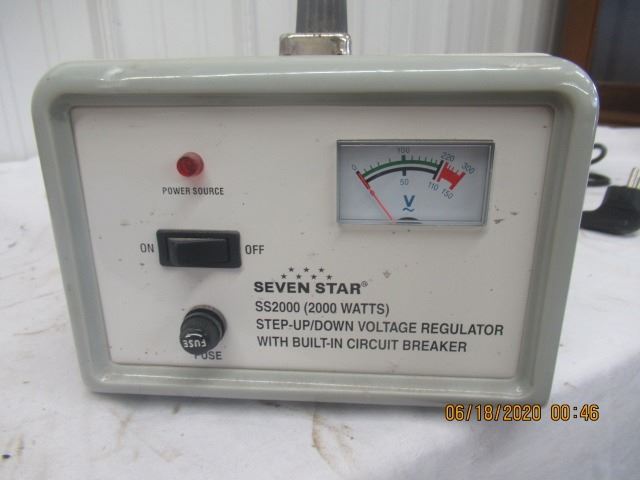 POWER SOURCE
ON OFF
FUSE
FUSE
0 100 220 300
50 110 150
V
SEVEN STAR®
SS2000 (2000 WATTS)
STEP-UP/DOWN VOLTAGE REGULATOR
WITH BUILT-IN CIRCUIT BREAKER
06/18/2020 00:46